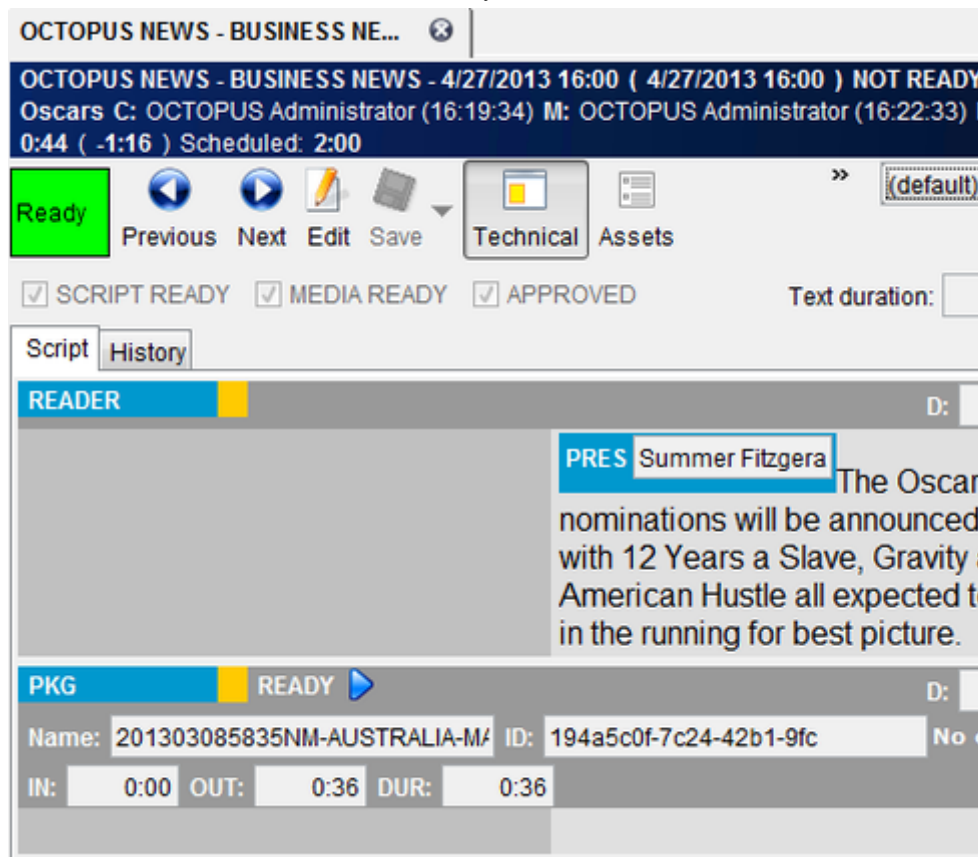 OCTOPUS NEWS - BUSINESS NE...
OCTOPUS NEWS - BUSINESS NEWS - 4/27/2013 16:00 ( 4/27/2013 16:00 ) NOT READY
Oscars C: OCTOPUS Administrator (16:19:34) M: OCTOPUS Administrator (16:22:33)
0:44 ( -1:16 ) Scheduled: 2:00
Ready Previous Next Edit Save Technical Assets » (default)
SCRIPT READY MEDIA READY APPROVED Text duration:
Script History
READER D:
PRES Summer Fitzgera The Oscar
nominations will be announced
with 12 Years a Slave, Gravity
American Hustle all expected t
in the running for best picture.
PKG READY D:
Name: 201303085835NM-AUSTRALIA-MA ID: 194a5c0f-7c24-42b1-9fc No
IN: 0:00 OUT: 0:36 DUR: 0:36